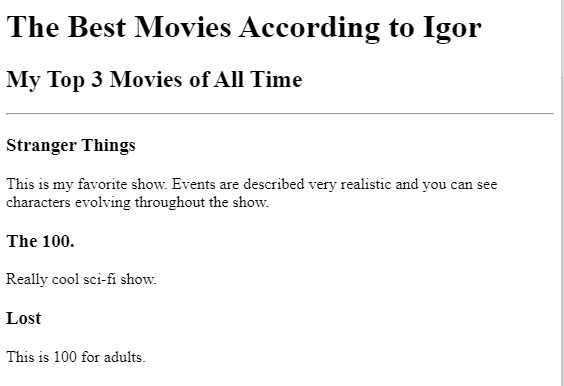 The Best Movies According to Igor
My Top 3 Movies of All Time
Stranger Things
This is my favorite show. Events are described very realistic and you can see
characters evolving throughout the show.
The 100.
Really cool sci-fi show.
Lost
This is 100 for adults.